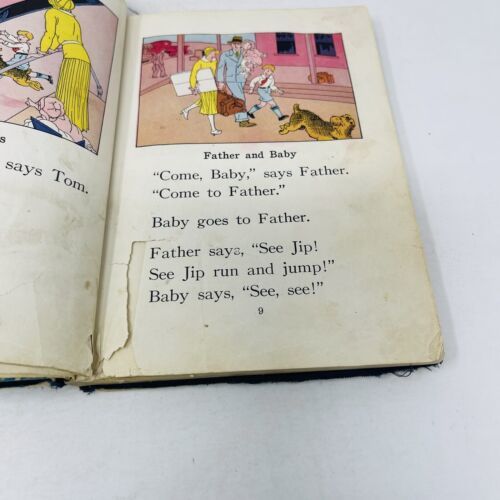 s
says Tom.
Father and Baby
“Come, Baby,” says Father.
“Come to Father.”
Baby goes to Father.
Father says, “See Jip!
See Jip run and jump!”
Baby says, “See, see!”
9